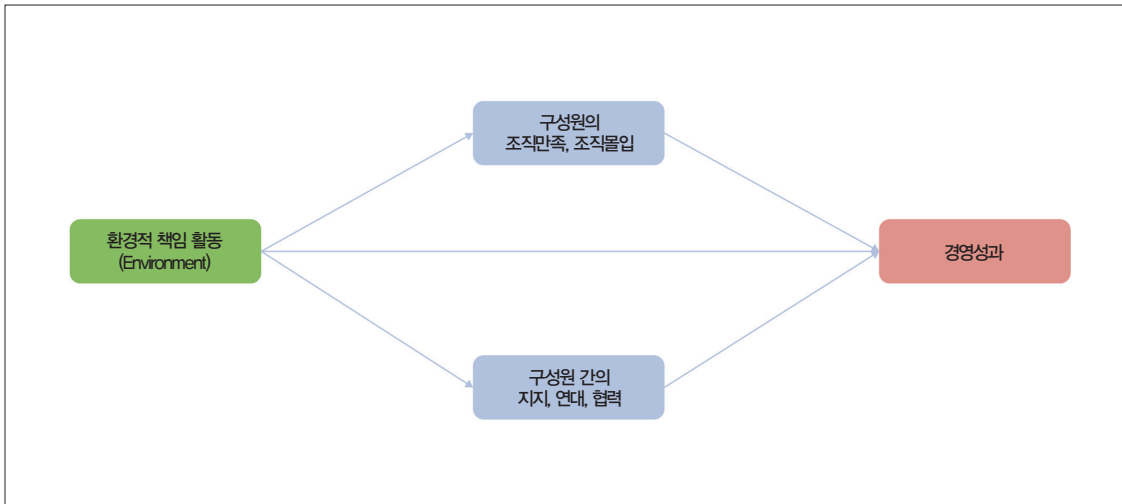 구성원의
조직만족, 조직몰입
환경적 책임 활동
(Environment)
경영성과
구성원 간의
지지, 연대, 협력